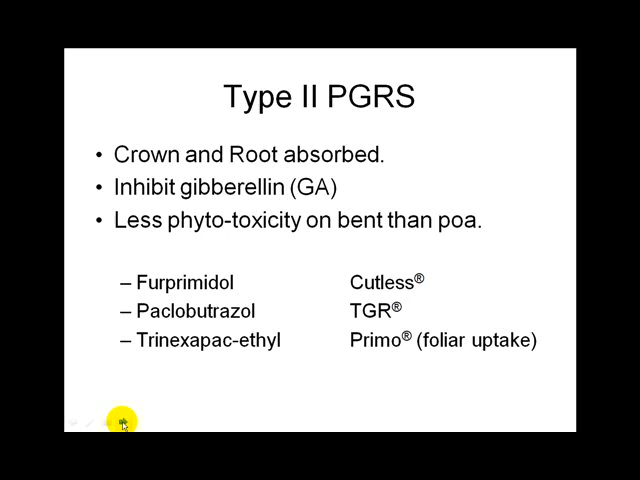 Type II PGRS
• Crown and Root absorbed.
• Inhibit gibberellin (GA)
• Less phyto-toxicity on bent than poa.
– Furprimidol Cutless®
– Paclobutrazol TGR®
– Trinexapac-ethyl Primo® (foliar uptake)